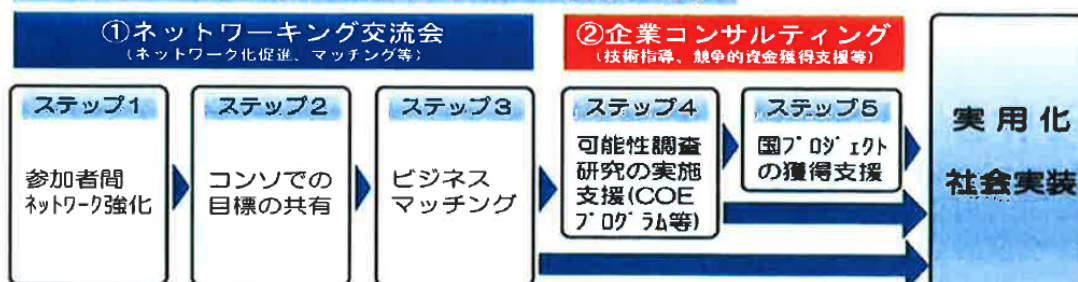 ①ネットワーキング交流会
(ネットワーク化促進、マッチング等)
②企業コンサルティング
(技術指導、競争的資金獲得支援等)
ステップ1
参加者間
ネットワーク強化
ステップ2
コンソでの
目標の共有
ステップ3
ビジネス
マッチング
ステップ4
可能性調査
研究の実施
支援(COE
プログラム等)
ステップ5
国プロジェクト
の獲得支援
実用化
社会実装